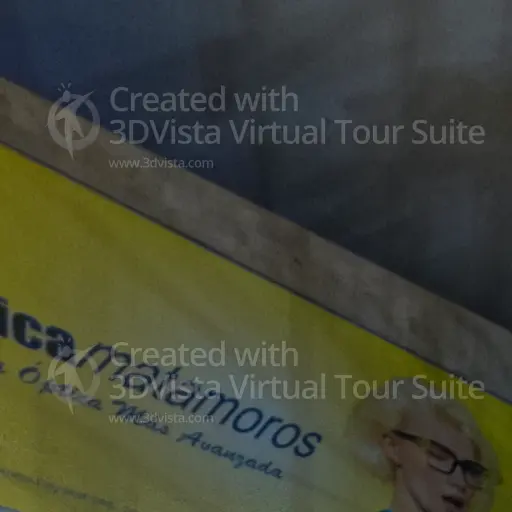 Created with
3DVista Virtual Tour Suite
www.3dvista.com
ica matamoros
Óptica Más Avanzada
Created with
3DVista Virtual Tour Suite
www.3dvista.com